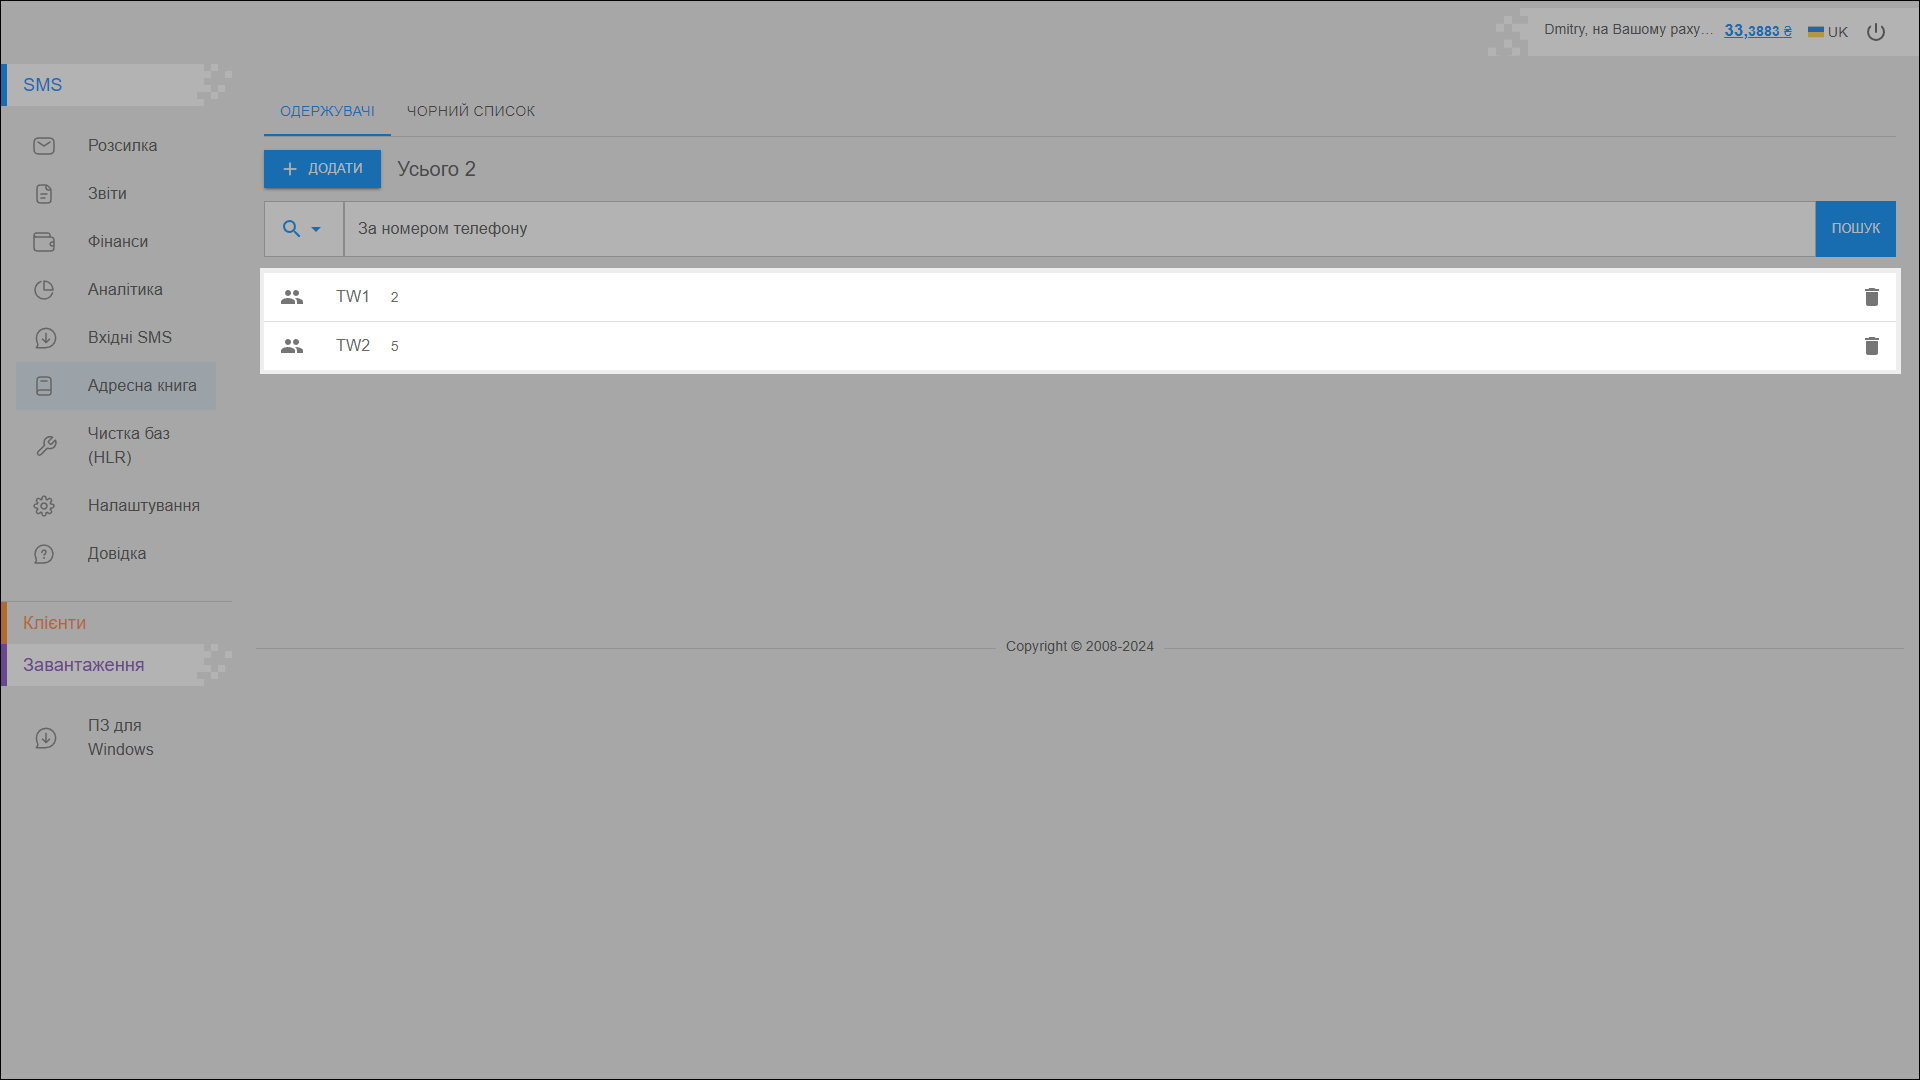 Dmitry, на Вашому раху... 33,3883 ₴ UK
SMS
Розсилка
Звіти
Фінанси
Аналітика
Вхідні SMS
Адресна книга
Чистка баз
(HLR)
Налаштування
Довідка
Клієнти
Завантаження
ПЗ для
Windows
ОДЕРЖУВАЧІ ЧОРНИЙ СПИСОК
ДОДАТИ Усього 2
За номером телефону ПОШУК
TW1 2
TW2 5
Copyright © 2008-2024